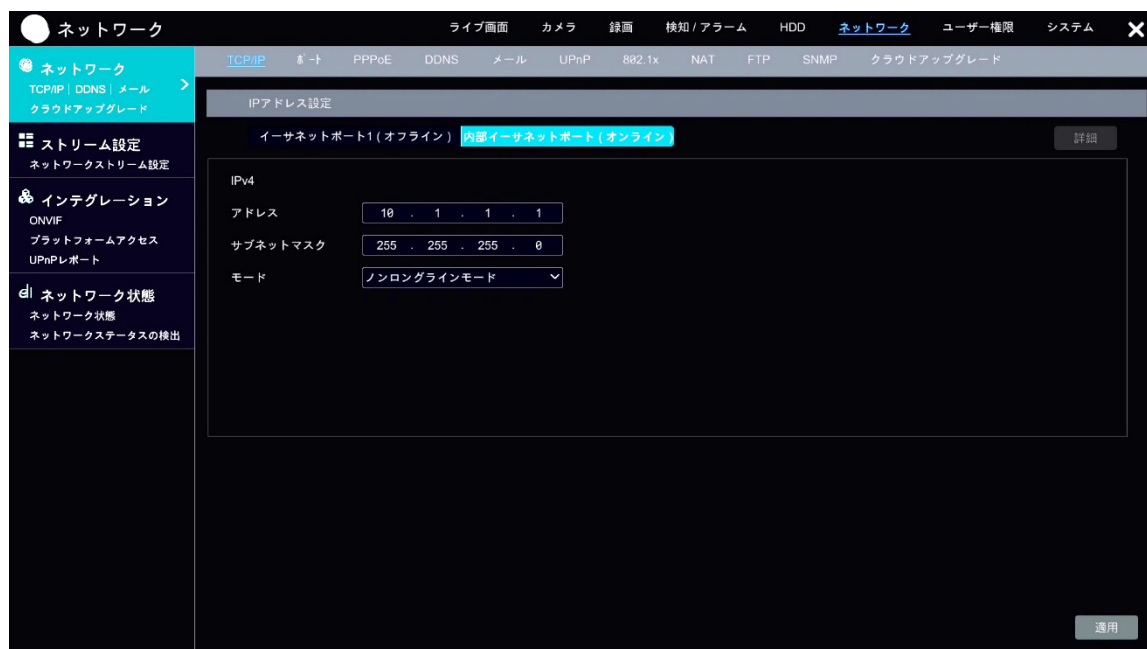 ネットワーク
ライブ画面 カメラ 録画 検知 / アラーム HDD ネットワーク ユーザー権限 システム
ネットワーク
TCP/IP | DDNS | メール
クラウドアップグレード
ストリーム設定
ネットワークストリーム設定
インテグレーション
ONVIF
プラットフォームアクセス
UPnPレポート
ネットワーク状態
ネットワーク状態
ネットワークステータスの検出
TCP/IP ポート PPPoE DDNS メール UPnP 802.1x NAT FTP SNMP クラウドアップグレード
IPアドレス設定
イーサネットポート1 ( オフライン ) 内部イーサネットポート ( オンライン )
詳細
IPv4
アドレス 10 . 1 . 1 . 1
サブネットマスク 255 . 255 . 255 . 0
モード ノンロングラインモード
適用